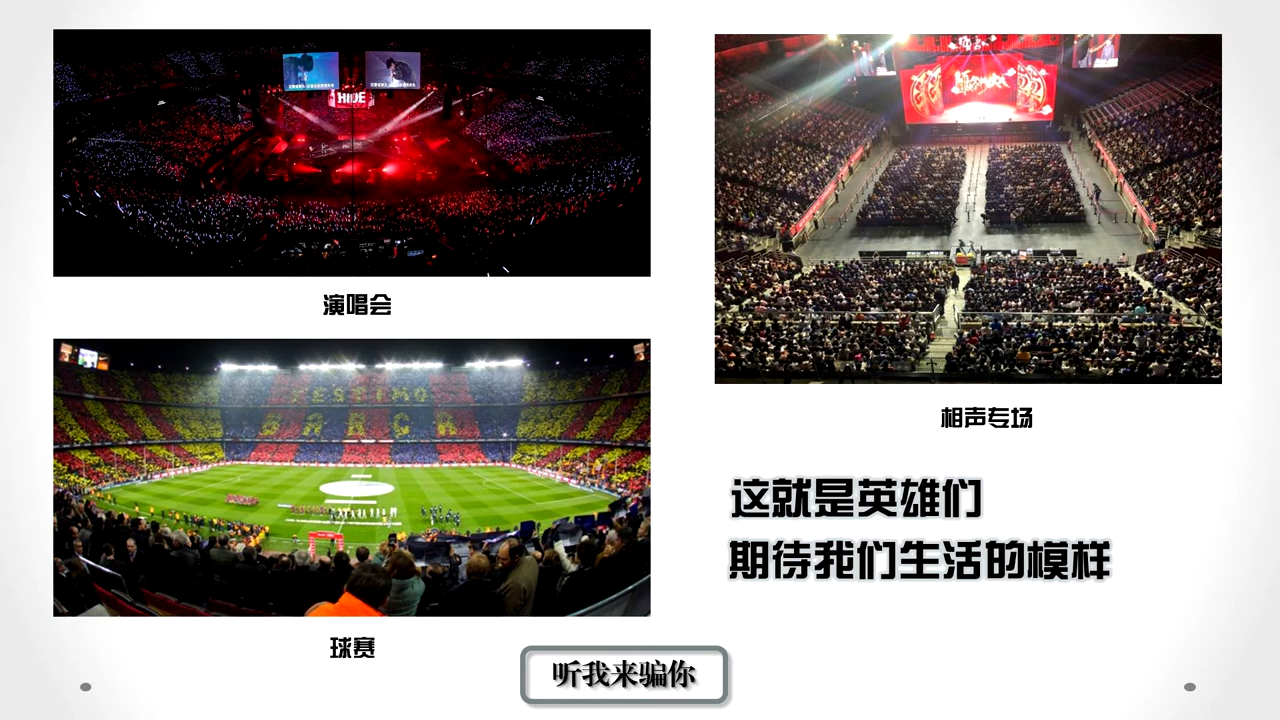 HIDE
演唱会
相声专场
球赛
这就是英雄们
期待我们生活的模样
听我来骗你